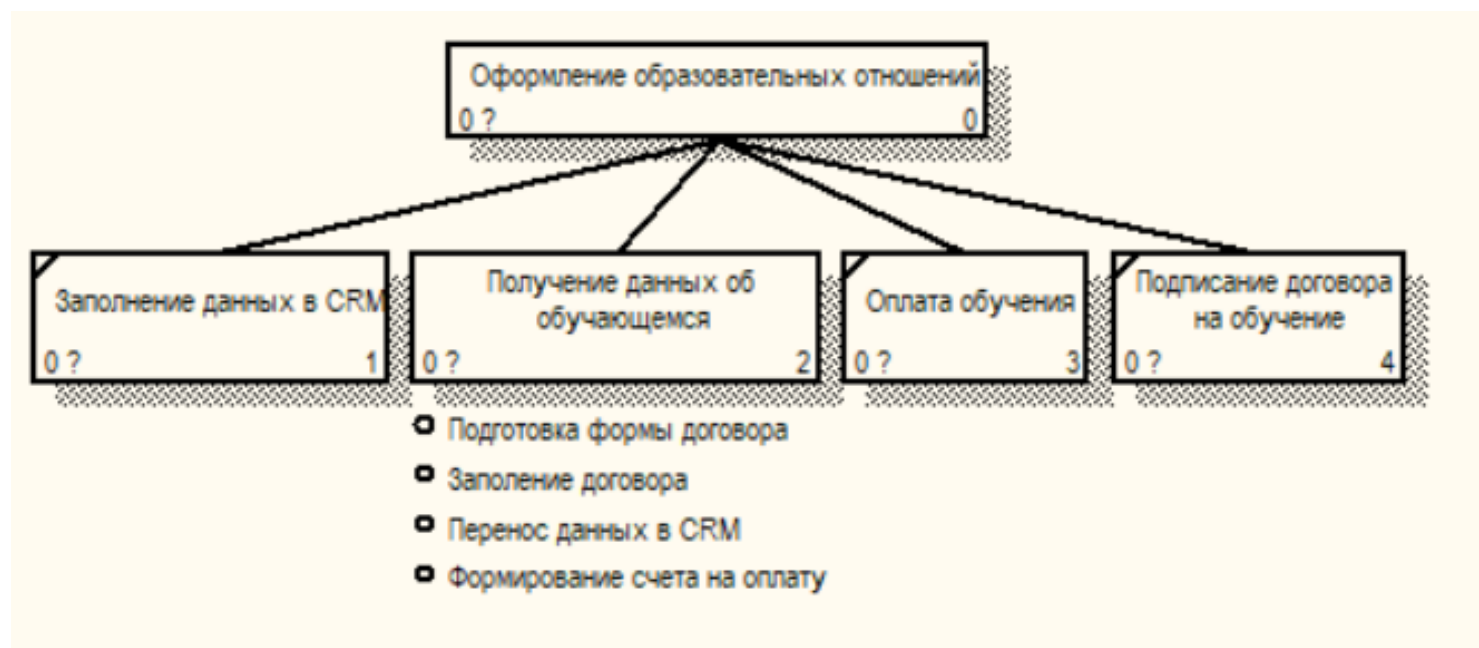 Оформление образовательных отношений
0 ? 0
Заполнение данных в CRM
0 ? 1
Получение данных об
обучающемся
0 ? 2
Оплата обучения
0 ? 3
Подписание договора
на обучение
0 ? 4
Подготовка формы договора
Заполение договора
Перенос данных в CRM
Формирование счета на оплату